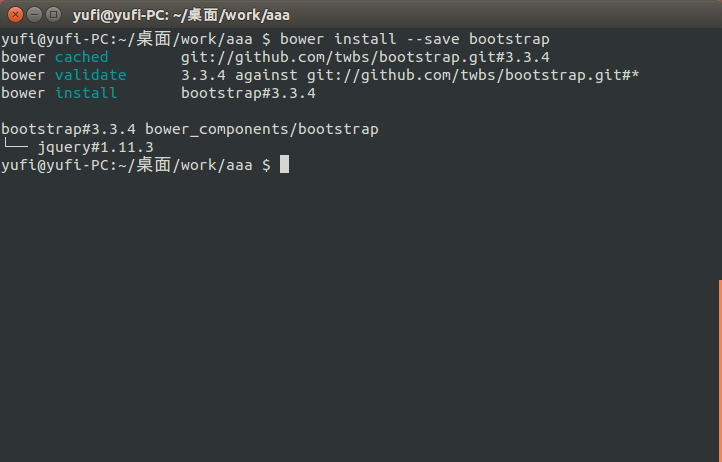 yufi@yufi-PC: ~/桌面/work/aaa
yufi@yufi-PC:~/桌面/work/aaa $ bower install --save bootstrap
bower cached        git://github.com/twbs/bootstrap.git#3.3.4
bower validate      3.3.4 against git://github.com/twbs/bootstrap.git#*
bower install       bootstrap#3.3.4
bootstrap#3.3.4 bower_components/bootstrap
└── jquery#1.11.3
yufi@yufi-PC:~/桌面/work/aaa $